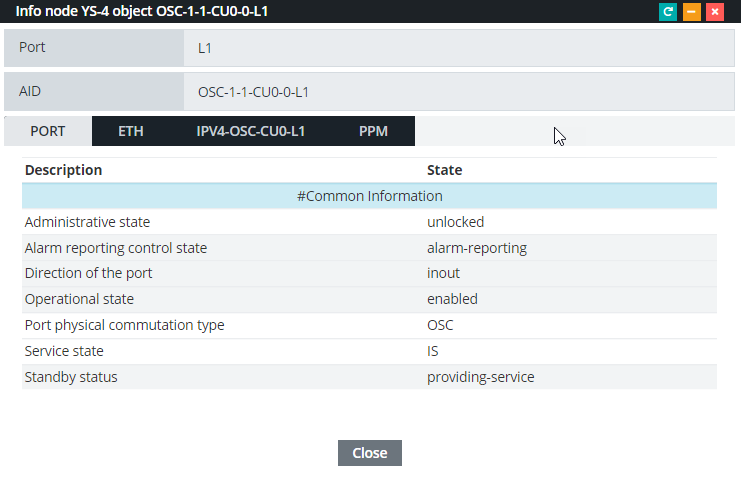 Info node YS-4 object OSC-1-1-CU0-0-L1
Port L1
AID OSC-1-1-CU0-0-L1
PORT ETH IPV4-OSC-CU0-L1 PPM
Description State
#Common Information
Administrative state unlocked
Alarm reporting control state alarm-reporting
Direction of the port inout
Operational state enabled
Port physical commutation type OSC
Service state IS
Standby status providing-service
Close